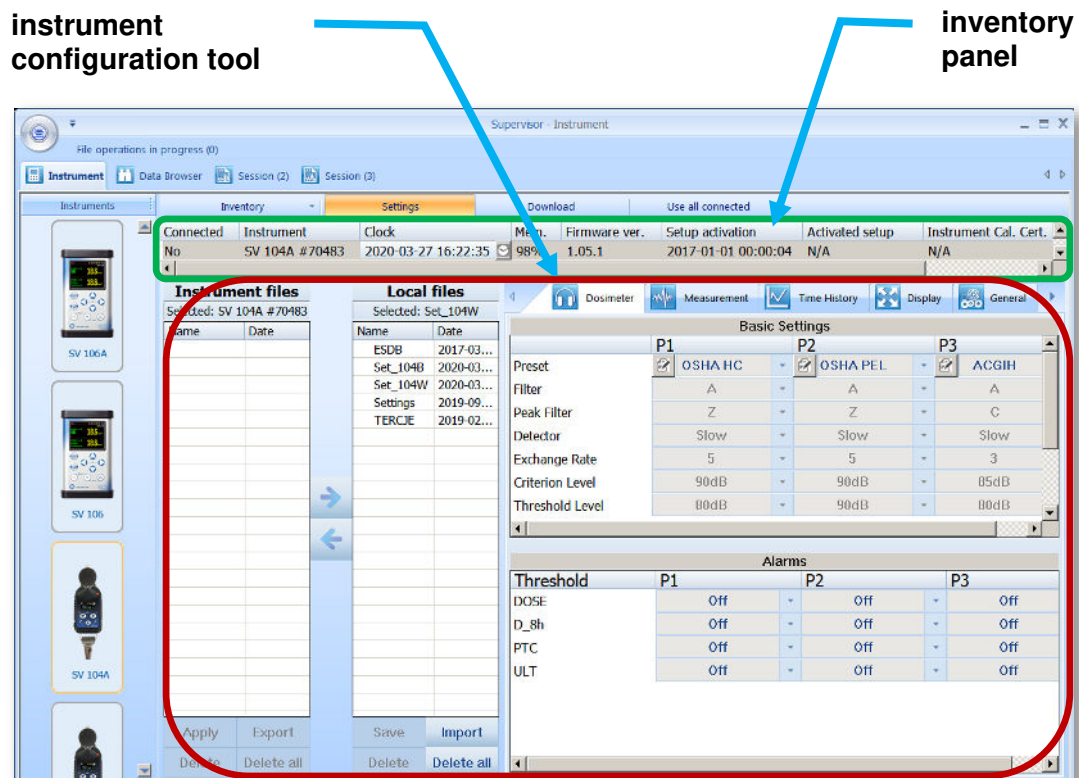 instrument
configuration tool
inventory
panel
Supervisor - Instrument
File operations in progress (0)
Instrument Data Browser Session (2) Session (3)
Instruments Inventory Settings Download Use all connected
Connected Instrument Clock Mem. Firmware ver. Setup activation Activated setup Instrument Cal. Cert.
No SV 104A #70483 2020-03-27 16:22:35 98% 1.05.1 2017-01-01 00:00:04 N/A N/A
Instrument files Local files Dosimeter Measurement Time History Display General
Selected: SV 104A #70483 Selected: Set_104W
Name Date Name Date
ESDB 2017-03...
Set_104B 2020-03...
Set_104W 2020-03...
Settings 2019-09...
TERCJE 2019-02...
Basic Settings
P1 P2 P3
Preset OSHA HC OSHA PEL ACGIH
Filter A A A
Peak Filter Z Z C
Detector Slow Slow Slow
Exchange Rate 5 5 3
Criterion Level 90dB 90dB 85dB
Threshold Level 80dB 90dB 80dB
Alarms
Threshold P1 P2 P3
DOSE Off Off Off
D_8h Off Off Off
PTC Off Off Off
ULT Off Off Off
SV 106A
SV 106
SV 104A
Apply Export Save Import
Delete Delete all Delete Delete all